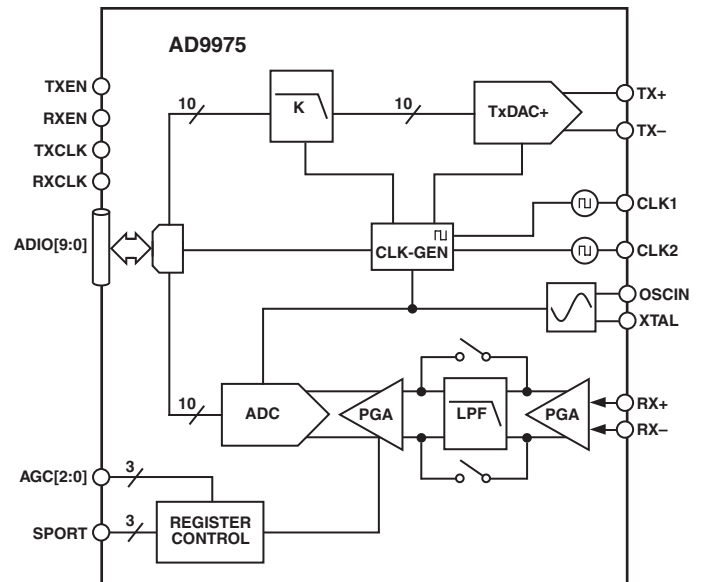 AD9975
TXEN
RXEN
TXCLK
RXCLK
ADIO[9:0]
AGC[2:0]
SPORT
10
K
10
TxDAC+
TX+
TX–
CLK-GEN
CLK1
CLK2
OSCIN
XTAL
10
ADC
PGA
LPF
PGA
RX+
RX–
3
3
REGISTER
CONTROL